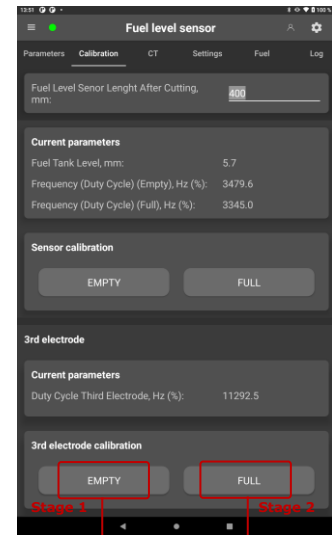 13:51
100 %
Fuel level sensor
Parameters Calibration CT Settings Fuel Log
Fuel Level Senor Lenght After Cutting, mm: 400
Current parameters
Fuel Tank Level, mm: 5.7
Frequency (Duty Cycle) (Empty), Hz (%): 3479.6
Frequency (Duty Cycle) (Full), Hz (%): 3345.0
Sensor calibration
EMPTY FULL
3rd electrode
Current parameters
Duty Cycle Third Electrode, Hz (%): 11292.5
3rd electrode calibration
EMPTY FULL
Stage 1 Stage 2